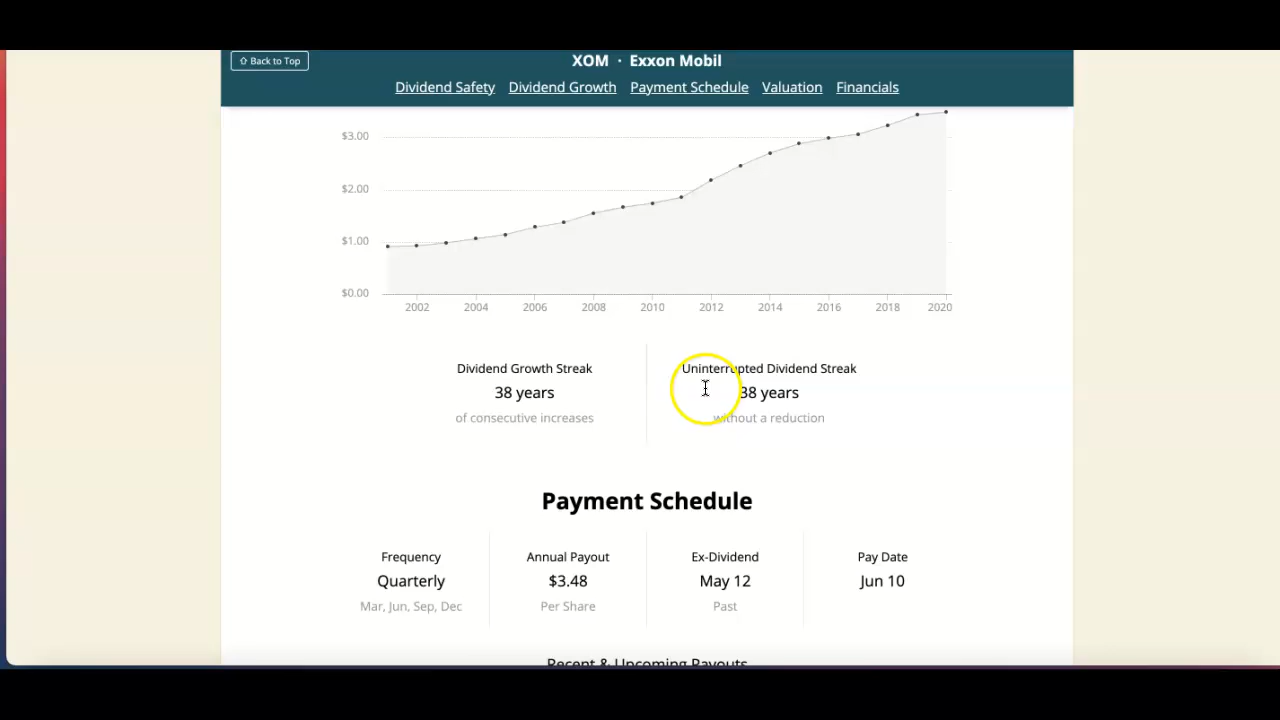 Back to Top
XOM · Exxon Mobil
Dividend Safety Dividend Growth Payment Schedule Valuation Financials
$3.00
$2.00
$1.00
$0.00
2002 2004 2006 2008 2010 2012 2014 2016 2018 2020
Dividend Growth Streak Uninterrupted Dividend Streak
38 years 38 years
of consecutive increases without a reduction
Payment Schedule
Frequency Annual Payout Ex-Dividend Pay Date
Quarterly $3.48 May 12 Jun 10
Mar, Jun, Sep, Dec Per Share Past
Recent & Upcoming Payouts